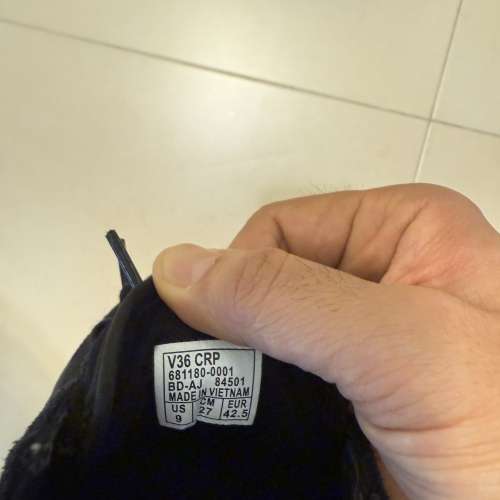 V36 CRP
681180-0001
BD-AJ 84501
MADE IN VIETNAM
US CM EUR
9 27 42.5